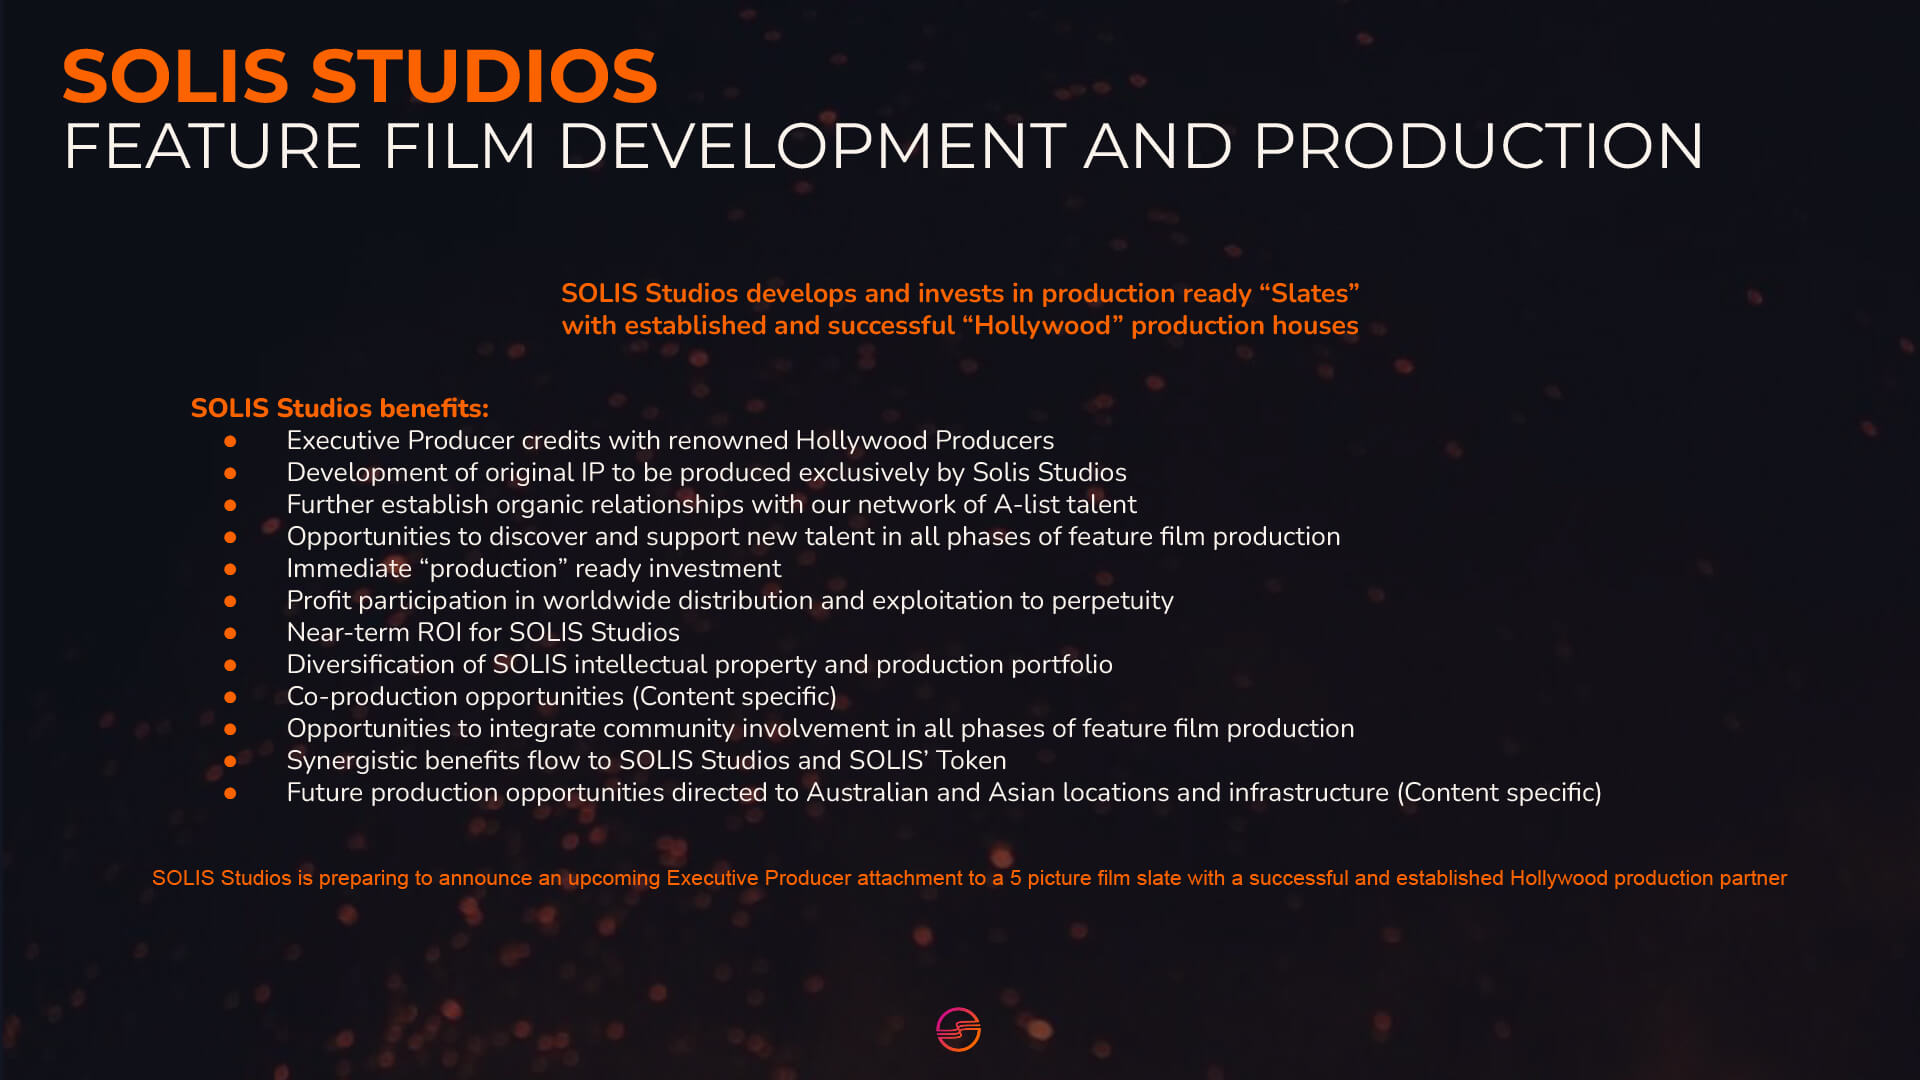 SOLIS STUDIOS
FEATURE FILM DEVELOPMENT AND PRODUCTION
SOLIS Studios develops and invests in production ready “Slates”
with established and successful “Hollywood” production houses
SOLIS Studios benefits:
● Executive Producer credits with renowned Hollywood Producers
● Development of original IP to be produced exclusively by Solis Studios
● Further establish organic relationships with our network of A-list talent
● Opportunities to discover and support new talent in all phases of feature film production
● Immediate “production” ready investment
● Profit participation in worldwide distribution and exploitation to perpetuity
● Near-term ROI for SOLIS Studios
● Diversification of SOLIS intellectual property and production portfolio
● Co-production opportunities (Content specific)
● Opportunities to integrate community involvement in all phases of feature film production
● Synergistic benefits flow to SOLIS Studios and SOLIS’ Token
● Future production opportunities directed to Australian and Asian locations and infrastructure (Content specific)
SOLIS Studios is preparing to announce an upcoming Executive Producer attachment to a 5 picture film slate with a successful and established Hollywood production partner